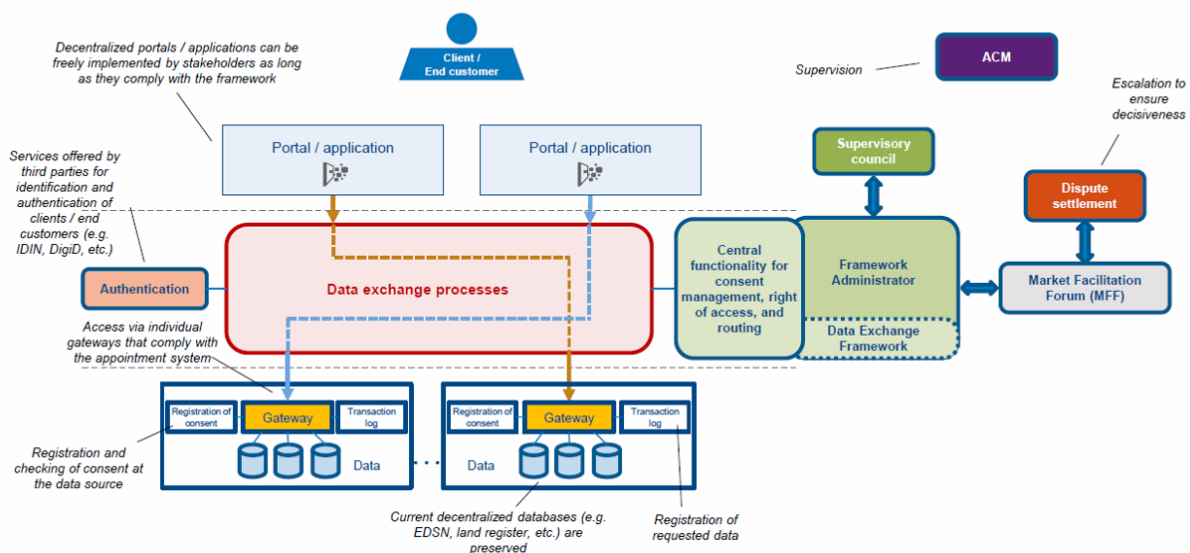 Decentralized portals / applications can be
freely implemented by stakeholders as long
as they comply with the framework
Client /
End customer
Supervision
ACM
Escalation to
ensure
decisiveness
Services offered by
third parties for
identification and
authentication of
clients / end
customers (e.g.
IDIN, DigiD, etc.)
Portal / application
Portal / application
Supervisory
council
Dispute
settlement
Authentication
Data exchange processes
Central
functionality for
consent
management, right
of access, and
routing
Framework
Administrator
Data Exchange
Framework
Market Facilitation
Forum (MFF)
Access via individual
gateways that comply with
the appointment system
Registration of
consent
Gateway
Transaction
log
Data
Registration of
consent
Gateway
Transaction
log
Data
Registration and
checking of consent at
the data source
Current decentralized databases (e.g.
EDSN, land register, etc.) are
preserved
Registration of
requested data